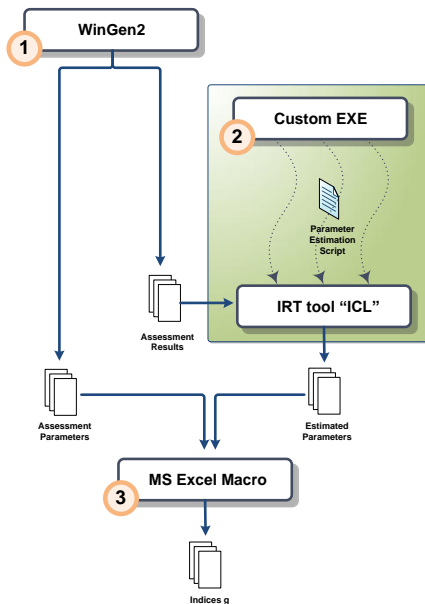 WinGen2
1
Custom EXE
2
Parameter
Estimation
Script
IRT tool “ICL”
Assessment
Results
Assessment
Parameters
Estimated
Parameters
MS Excel Macro
3
Indices g